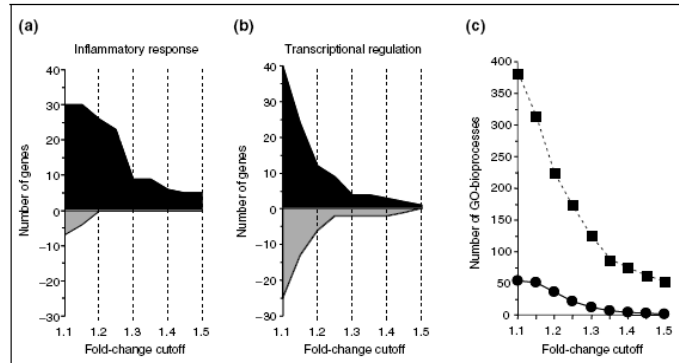 (a)
Inflammatory response
Number of genes
40
30
20
10
0
−10
−20
−30
1.1 1.2 1.3 1.4 1.5
Fold-change cutoff
(b)
Transcriptional regulation
Number of genes
40
30
20
10
0
−10
−20
−30
1.1 1.2 1.3 1.4 1.5
Fold-change cutoff
(c)
Number of GO-bioprocesses
400
350
300
250
200
150
100
50
0
1.1 1.2 1.3 1.4 1.5
Fold-change cutoff